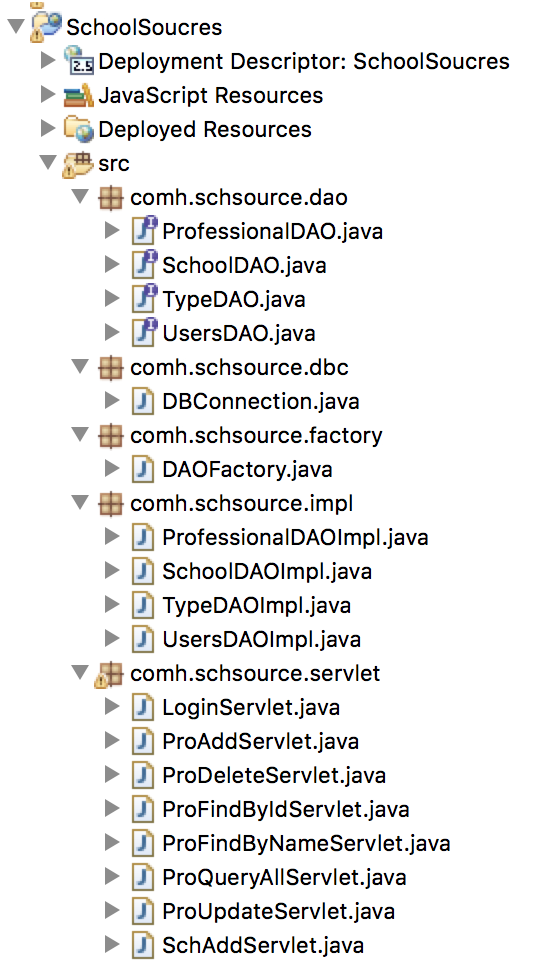 SchoolSoucres
Deployment Descriptor: SchoolSoucres
JavaScript Resources
Deployed Resources
src
comh.schsource.dao
ProfessionalDAO.java
SchoolDAO.java
TypeDAO.java
UsersDAO.java
comh.schsource.dbc
DBConnection.java
comh.schsource.factory
DAOFactory.java
comh.schsource.impl
ProfessionalDAOImpl.java
SchoolDAOImpl.java
TypeDAOImpl.java
UsersDAOImpl.java
comh.schsource.servlet
LoginServlet.java
ProAddServlet.java
ProDeleteServlet.java
ProFindByIdServlet.java
ProFindByNameServlet.java
ProQueryAllServlet.java
ProUpdateServlet.java
SchAddServlet.java